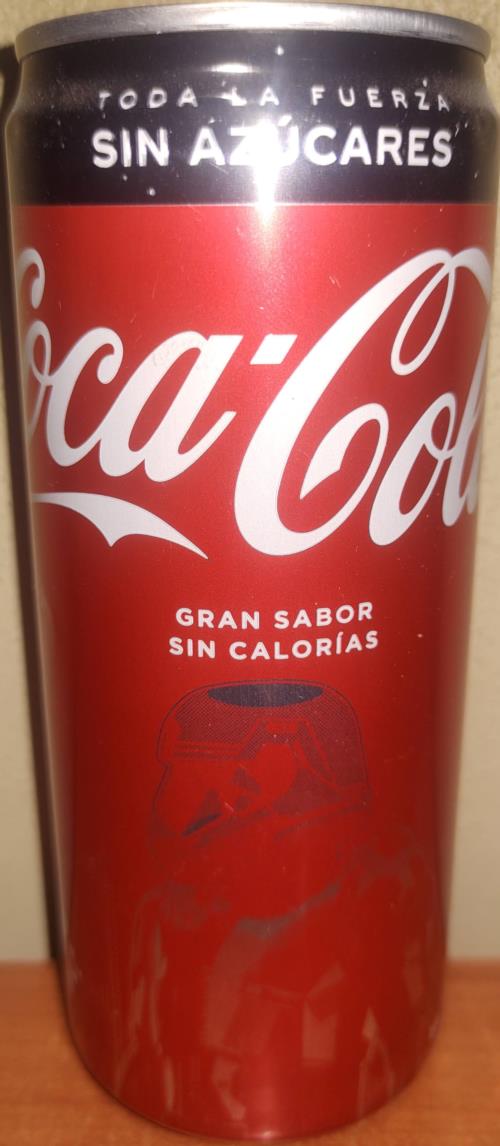 TODA LA FUERZA
SIN AZÚCARES
Coca-Cola
GRAN SABOR
SIN CALORÍAS